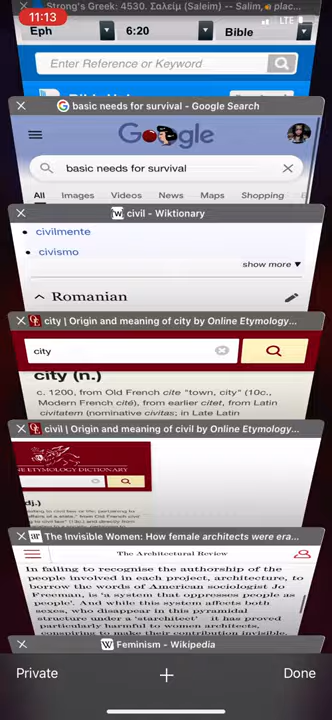 Strong's Greek: 4530. Σαλείμ (Saleim) -- Salim, a plac...
11:13
LTE
Eph
6:20
Bible
Enter Reference or Keyword
basic needs for survival - Google Search
Google
basic needs for survival
All Images Videos News Maps Shopping
civil - Wiktionary
civilmente
civismo
show more ▼
Romanian
city | Origin and meaning of city by Online Etymology...
city
city (n.)
c. 1200, from Old French cite "town, city" (10c.,
Modern French cité), from earlier citet, from Latin
civitatem (nominative civitas; in Late Latin
civil | Origin and meaning of civil by Online Etymology...
ETYMOLOGY DICTIONARY
The Invisible Women: How female architects were era...
The Architectural Review
In failing to recognise the authorship of the
people involved in each project, architecture, to
borrow the words of American sociologist Jo
Freeman, is 'a system that oppresses people as
people'. And while this system affects both
sexes, who disappear in this pyramidal
structure under a 'starchitect' it has proved
particularly harmful to women architects,
conspiring to make their contribution invisible.
Feminism - Wikipedia
Private
Done